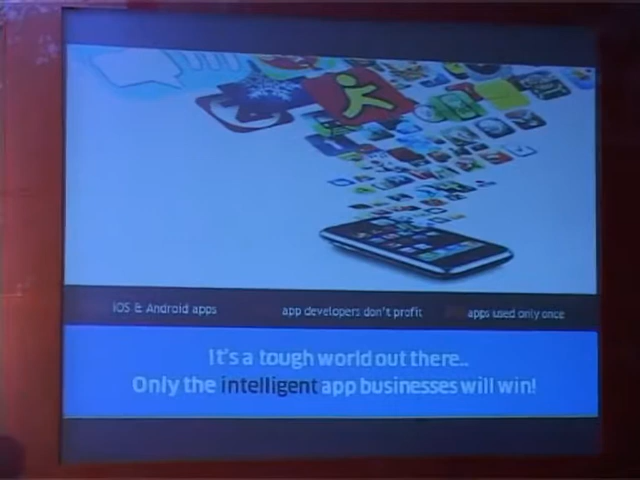 iOS & Android apps
app developers don't profit
apps used only once
It's a tough world out there..
Only the intelligent app businesses will win!